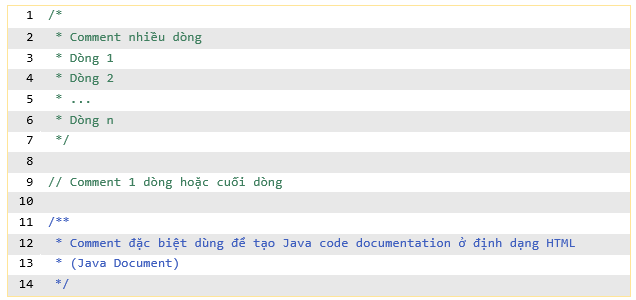 1 /*
2 * Comment nhiều dòng
3 * Dòng 1
4 * Dòng 2
5 * ...
6 * Dòng n
7 */
8
9 // Comment 1 dòng hoặc cuối dòng
10
11 /**
12 * Comment đặc biệt dùng để tạo Java code documentation ở định dạng HTML
13 * (Java Document)
14 */